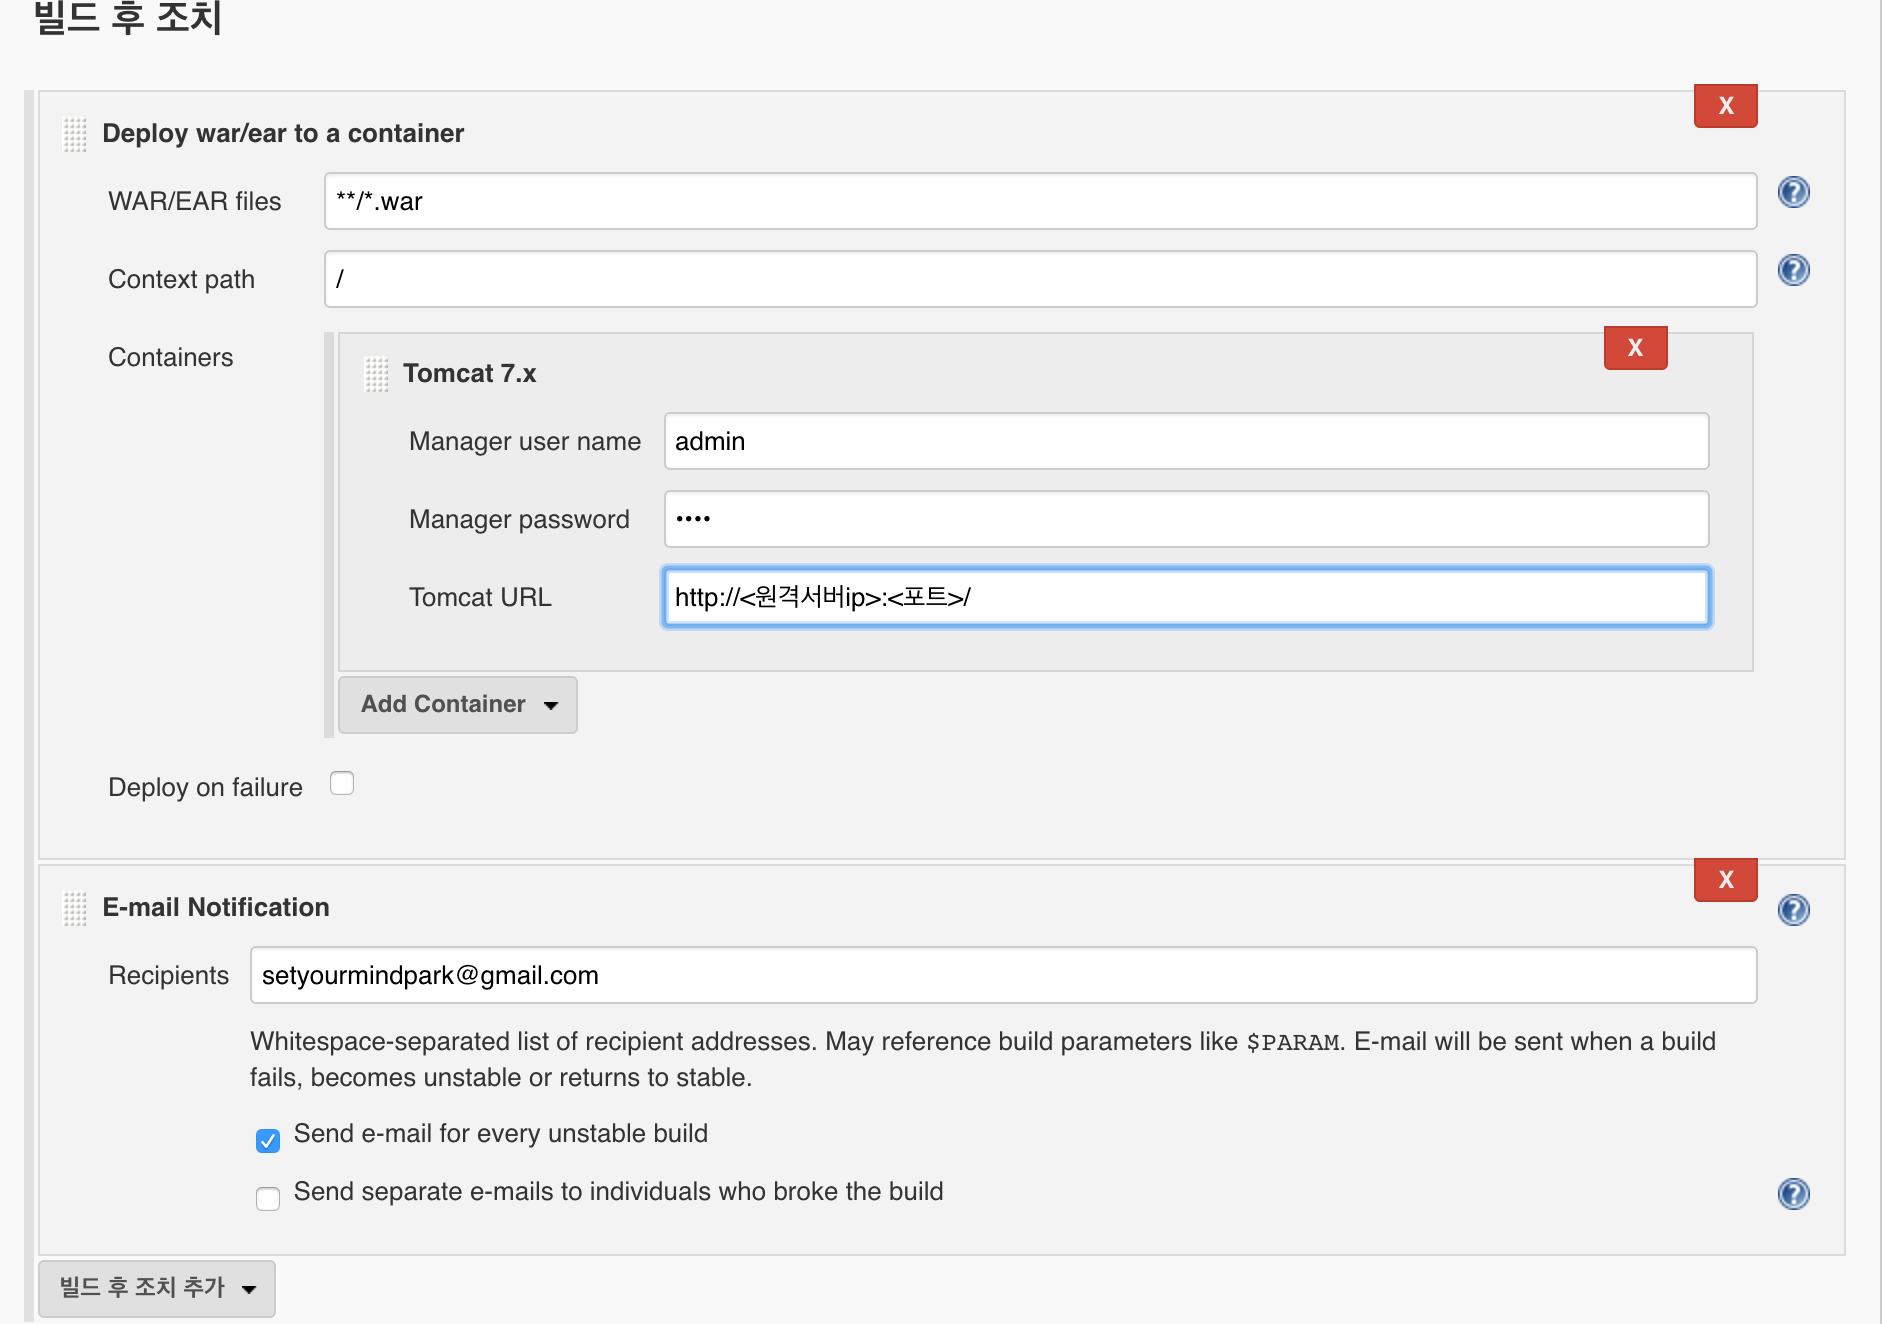 빌드 후 조치
X
Deploy war/ear to a container
WAR/EAR files **/*.war
Context path /
Containers
X
Tomcat 7.x
Manager user name admin
Manager password ••••
Tomcat URL http://<원격서버ip>:<포트>/
Add Container
Deploy on failure
X
E-mail Notification
Recipients setyourmindpark@gmail.com
Whitespace-separated list of recipient addresses. May reference build parameters like $PARAM. E-mail will be sent when a build
fails, becomes unstable or returns to stable.
Send e-mail for every unstable build
Send separate e-mails to individuals who broke the build
빌드 후 조치 추가